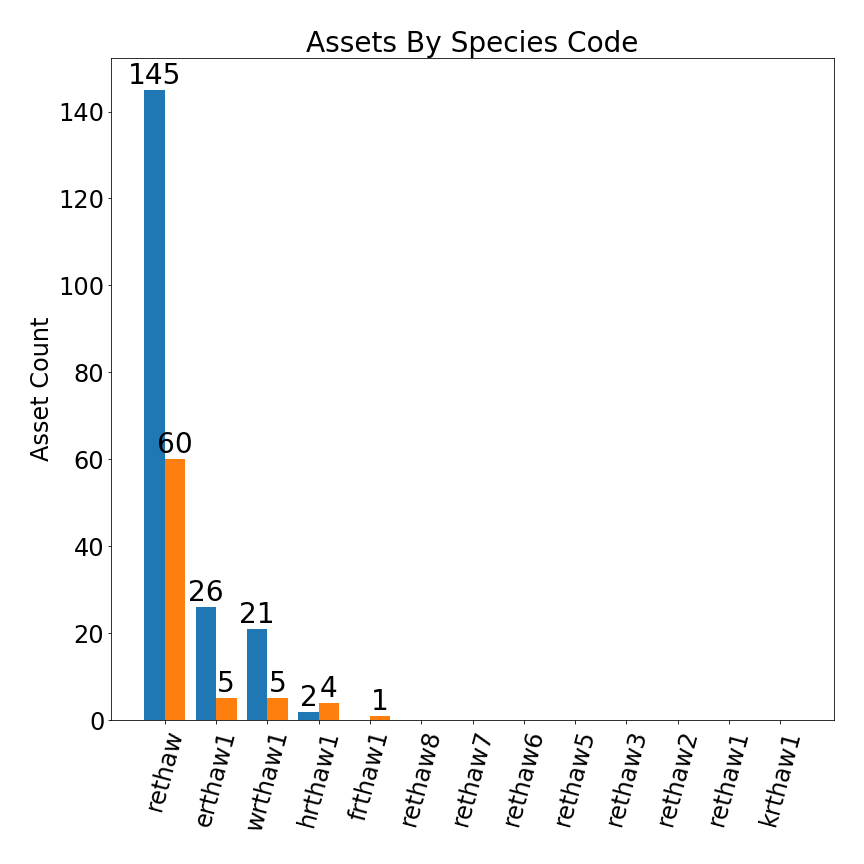 Assets By Species Code
Asset Count
140
120
100
80
60
40
20
0
145
60
26
5
21
5
2
4
1
rethaw
erthaw1
wrthaw1
hrthaw1
frthaw1
rethaw8
rethaw7
rethaw6
rethaw5
rethaw3
rethaw2
rethaw1
krthaw1